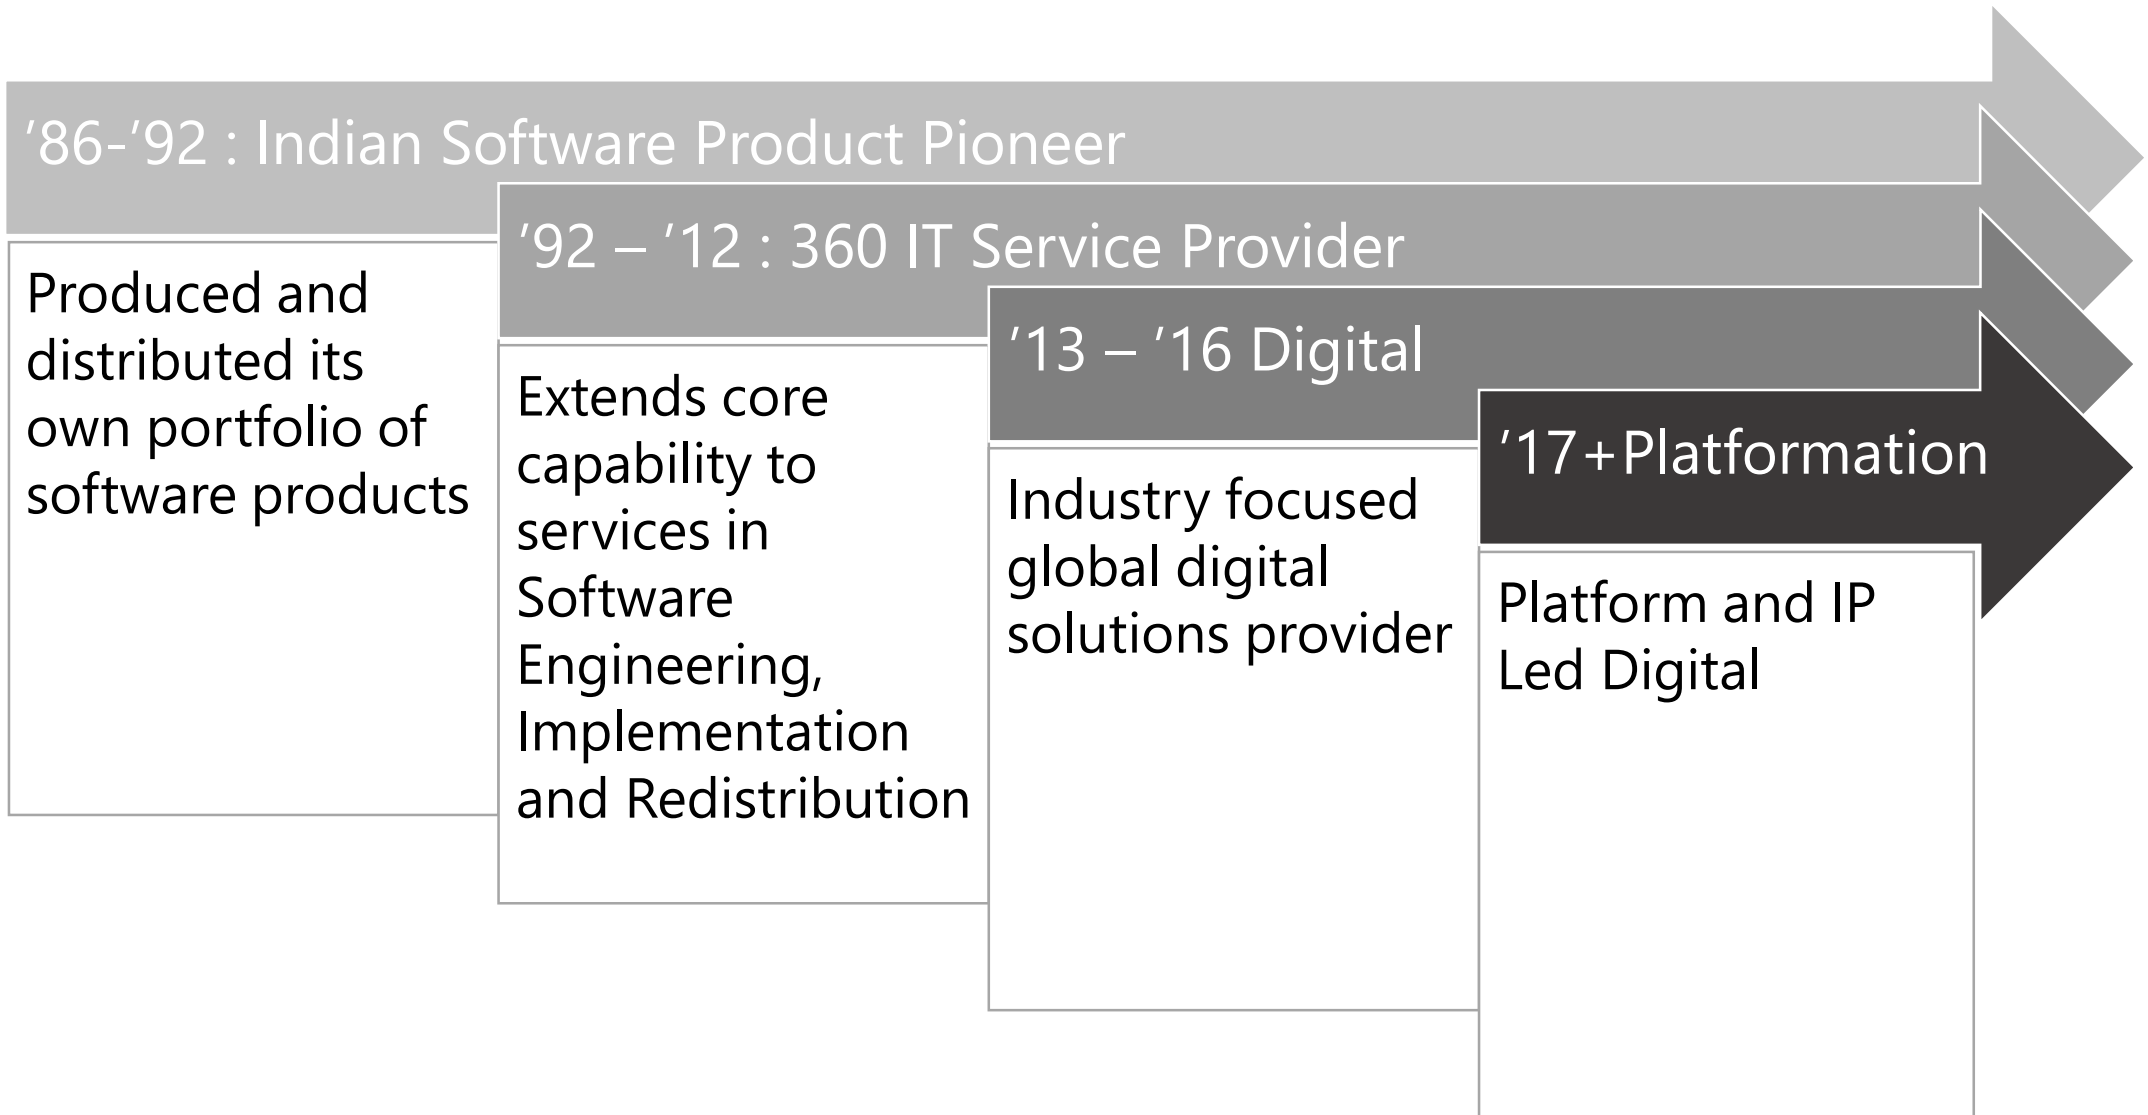 ’86-’92 : Indian Software Product Pioneer
Produced and
distributed its
own portfolio of
software products
’92 – ’12 : 360 IT Service Provider
Extends core
capability to
services in
Software
Engineering,
Implementation
and Redistribution
’13 – ’16 Digital
Industry focused
global digital
solutions provider
’17+Platformation
Platform and IP
Led Digital